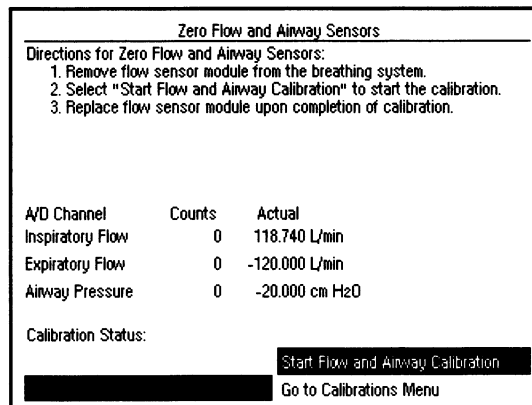 Zero Flow and Airway Sensors
Directions for Zero Flow and Airway Sensors:
1. Remove flow sensor module from the breathing system.
2. Select "Start Flow and Airway Calibration" to start the calibration.
3. Replace flow sensor module upon completion of calibration.
A/D Channel Counts Actual
Inspiratory Flow 0 118.740 L/min
Expiratory Flow 0 -120.000 L/min
Airway Pressure 0 -20.000 cm H2O
Calibration Status:
Start Flow and Airway Calibration
Go to Calibrations Menu